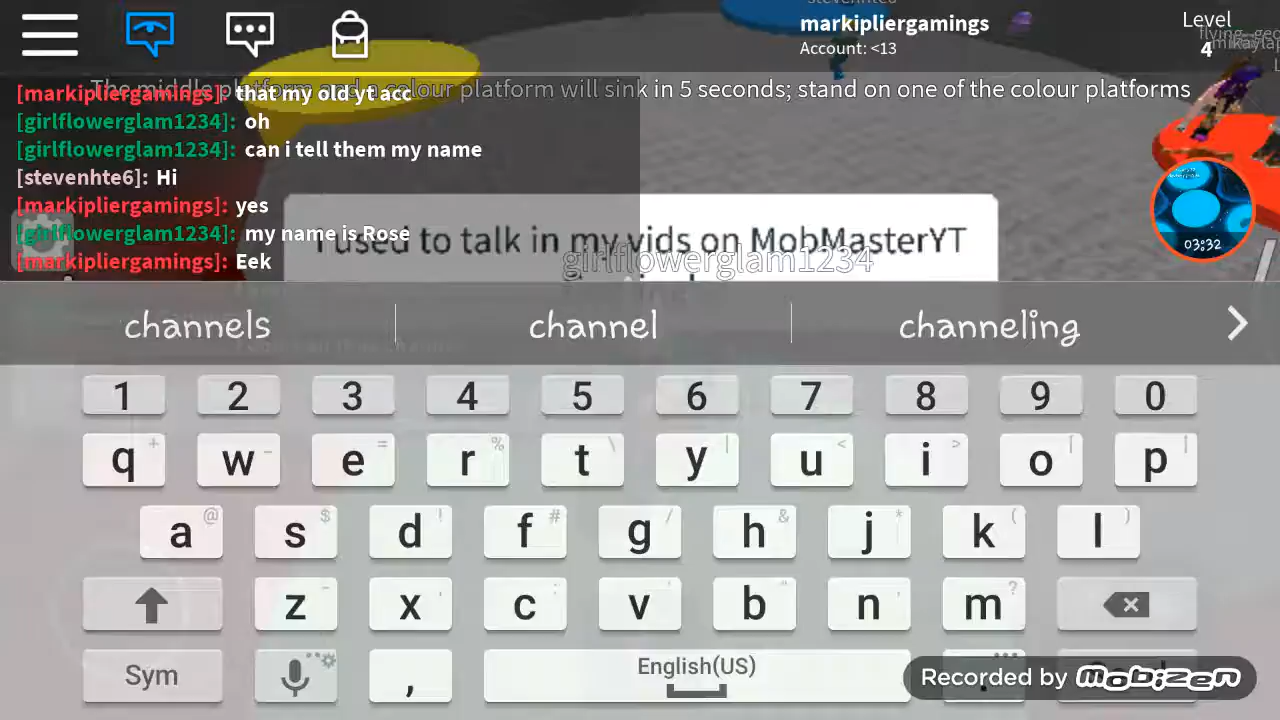 markipliergamings
Account: <13
Level
4
The middle platform and a colour platform will sink in 5 seconds; stand on one of the colour platforms
[markipliergamings]: that my old yt acc
[girlflowerglam1234]: oh
[girlflowerglam1234]: can i tell them my name
[stevenhte6]: Hi
[markipliergamings]: yes
[girlflowerglam1234]: my name is Rose
[markipliergamings]: Eek
I used to talk in my vids on MobMasterYT
girlflowerglam1234
03:32
channels channel channeling
1 2 3 4 5 6 7 8 9 0
q w e r t y u i o p
a s d f g h j k l
z x c v b n m
Sym , English(US)
Recorded by mobizen